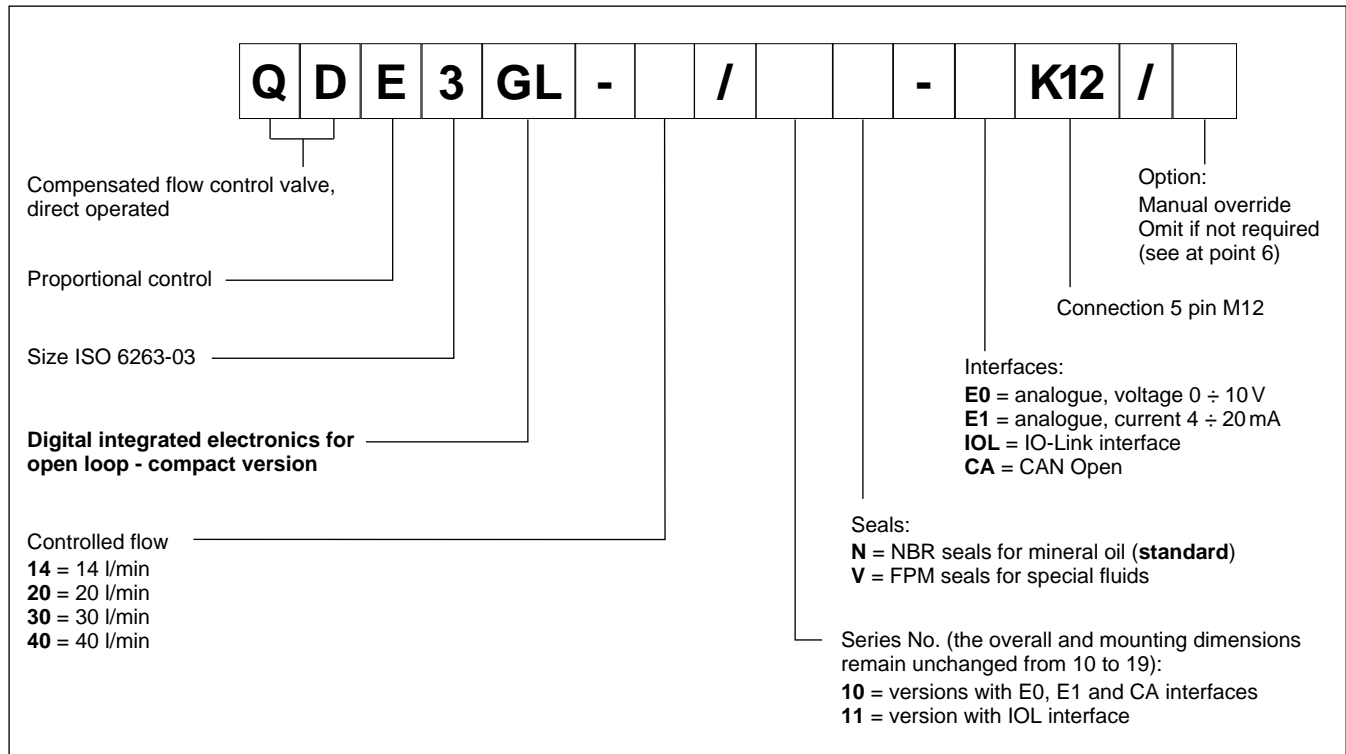 Q D E 3 GL - / - K12 /
Compensated flow control valve,
direct operated
Proportional control
Size ISO 6263-03
Digital integrated electronics for
open loop - compact version
Controlled flow
14 = 14 l/min
20 = 20 l/min
30 = 30 l/min
40 = 40 l/min
Option:
Manual override
Omit if not required
(see at point 6)
Connection 5 pin M12
Interfaces:
E0 = analogue, voltage 0 ÷ 10 V
E1 = analogue, current 4 ÷ 20 mA
IOL = IO-Link interface
CA = CAN Open
Seals:
N = NBR seals for mineral oil (standard)
V = FPM seals for special fluids
Series No. (the overall and mounting dimensions
remain unchanged from 10 to 19):
10 = versions with E0, E1 and CA interfaces
11 = version with IOL interface